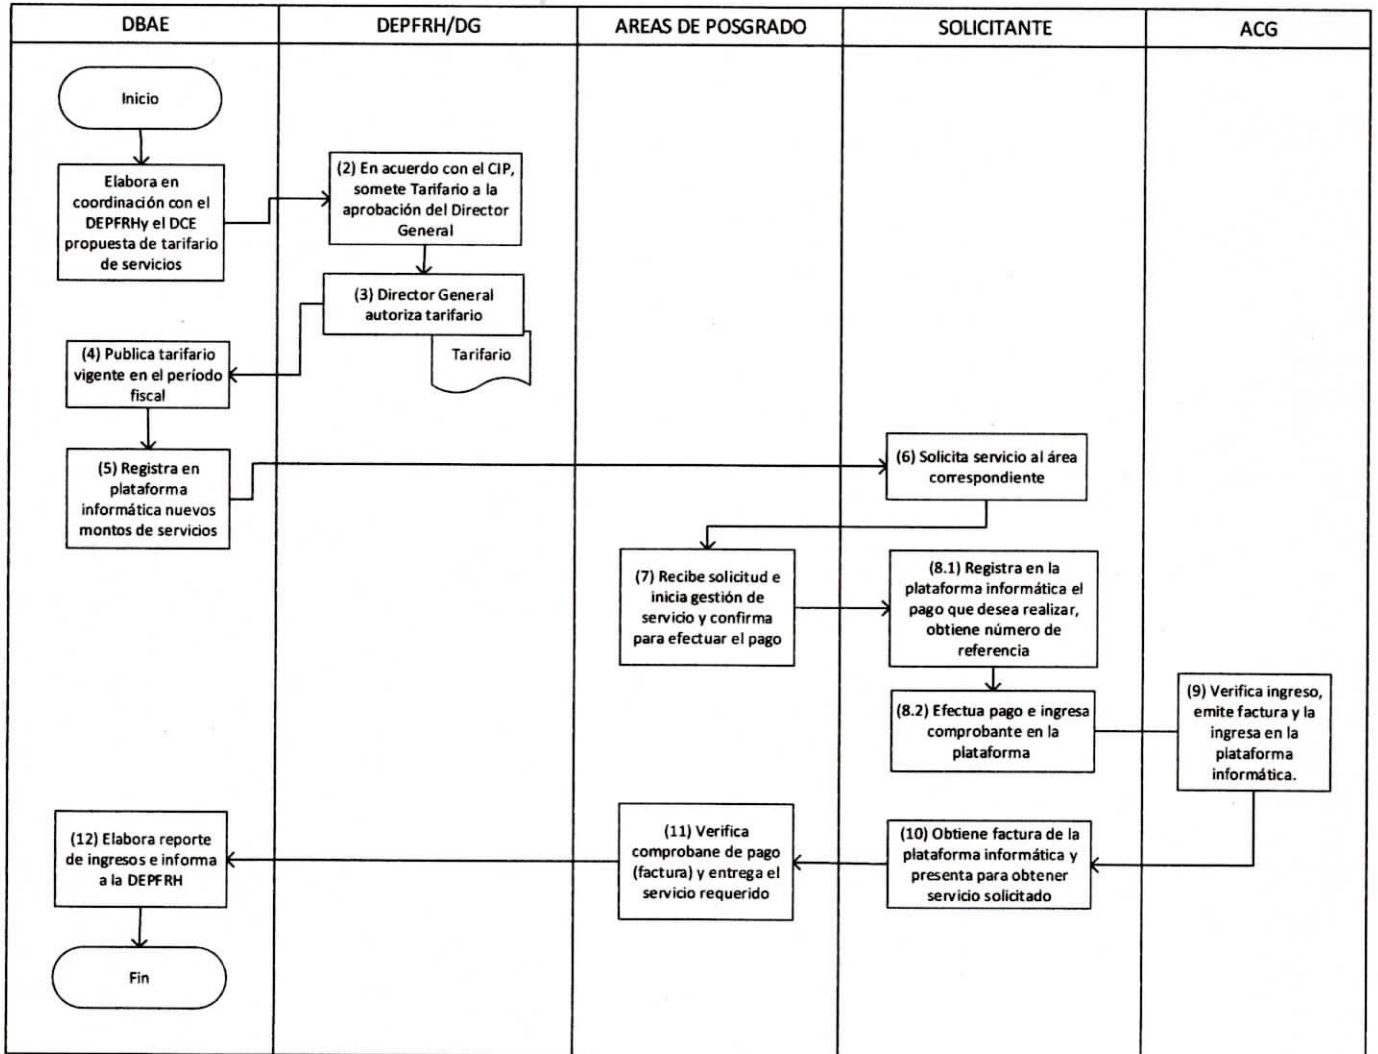 DBAE
DEPFRH/DG
AREAS DE POSGRADO
SOLICITANTE
ACG
Inicio
Elabora en
coordinación con el
DEPFRHy el DCE
propuesta de tarifario
de servicios
(2) En acuerdo con el CIP,
somete Tarifario a la
aprobación del Director
General
(3) Director General
autoriza tarifario
Tarifario
(4) Publica tarifario
vigente en el período
fiscal
(5) Registra en
plataforma
informática nuevos
montos de servicios
(6) Solicita servicio al área
correspondiente
(7) Recibe solicitud e
inicia gestión de
servicio y confirma
para efectuar el pago
(8.1) Registra en la
plataforma informática el
pago que desea realizar,
obtiene número de
referencia
(8.2) Efectua pago e ingresa
comprobante en la
plataforma
(9) Verifica ingreso,
emite factura y la
ingresa en la
plataforma
informática.
(10) Obtiene factura de la
plataforma informática y
presenta para obtener
servicio solicitado
(11) Verifica
comprobane de pago
(factura) y entrega el
servicio requerido
(12) Elabora reporte
de ingresos e informa
a la DEPFRH
Fin